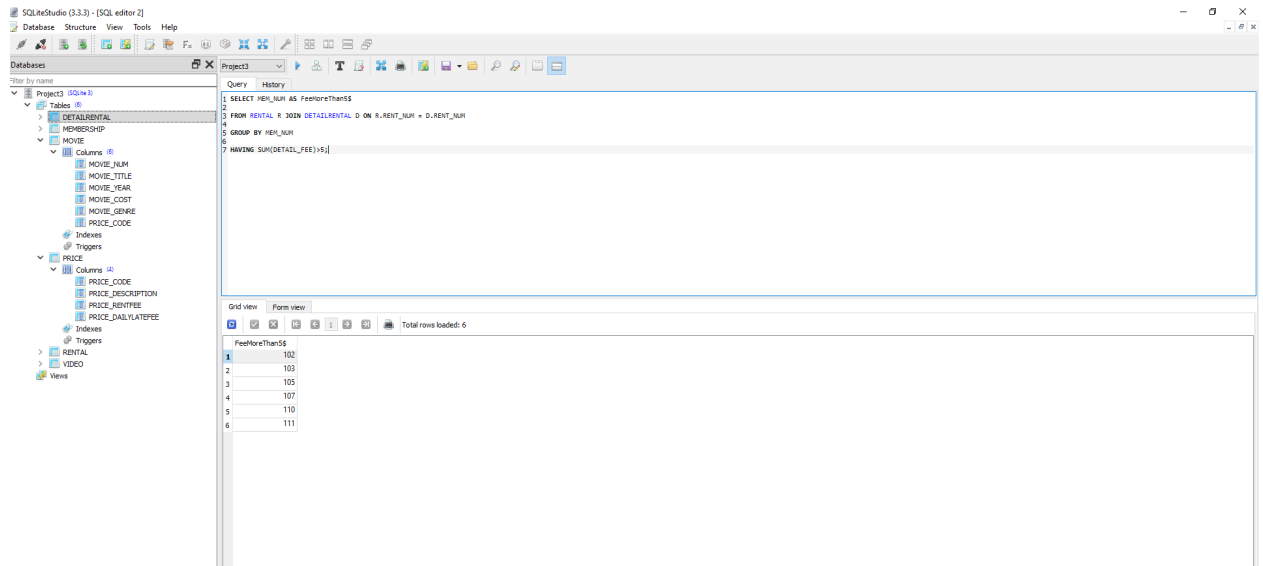 SQLiteStudio (3.3.3) - [SQL editor 2]
Database Structure View Tools Help
Databases
Project3
Filter by name
Query History
Project3 (SQLite 3)
Tables (6)
DETAILRENTAL
MEMBERSHIP
MOVIE
Columns (6)
MOVIE_NUM
MOVIE_TITLE
MOVIE_YEAR
MOVIE_COST
MOVIE_GENRE
PRICE_CODE
Indexes
Triggers
PRICE
Columns (4)
PRICE_CODE
PRICE_DESCRIPTION
PRICE_RENTFEE
PRICE_DAILYLATEFEE
Indexes
Triggers
RENTAL
VIDEO
Views
1 SELECT MEM_NUM AS FeeMoreThan5$
2
3 FROM RENTAL R JOIN DETAILRENTAL D ON R.RENT_NUM = D.RENT_NUM
4
5 GROUP BY MEM_NUM
6
7 HAVING SUM(DETAIL_FEE)>5;
Grid view Form view
1 Total rows loaded: 6
FeeMoreThan5$
1 102
2 103
3 105
4 107
5 110
6 111